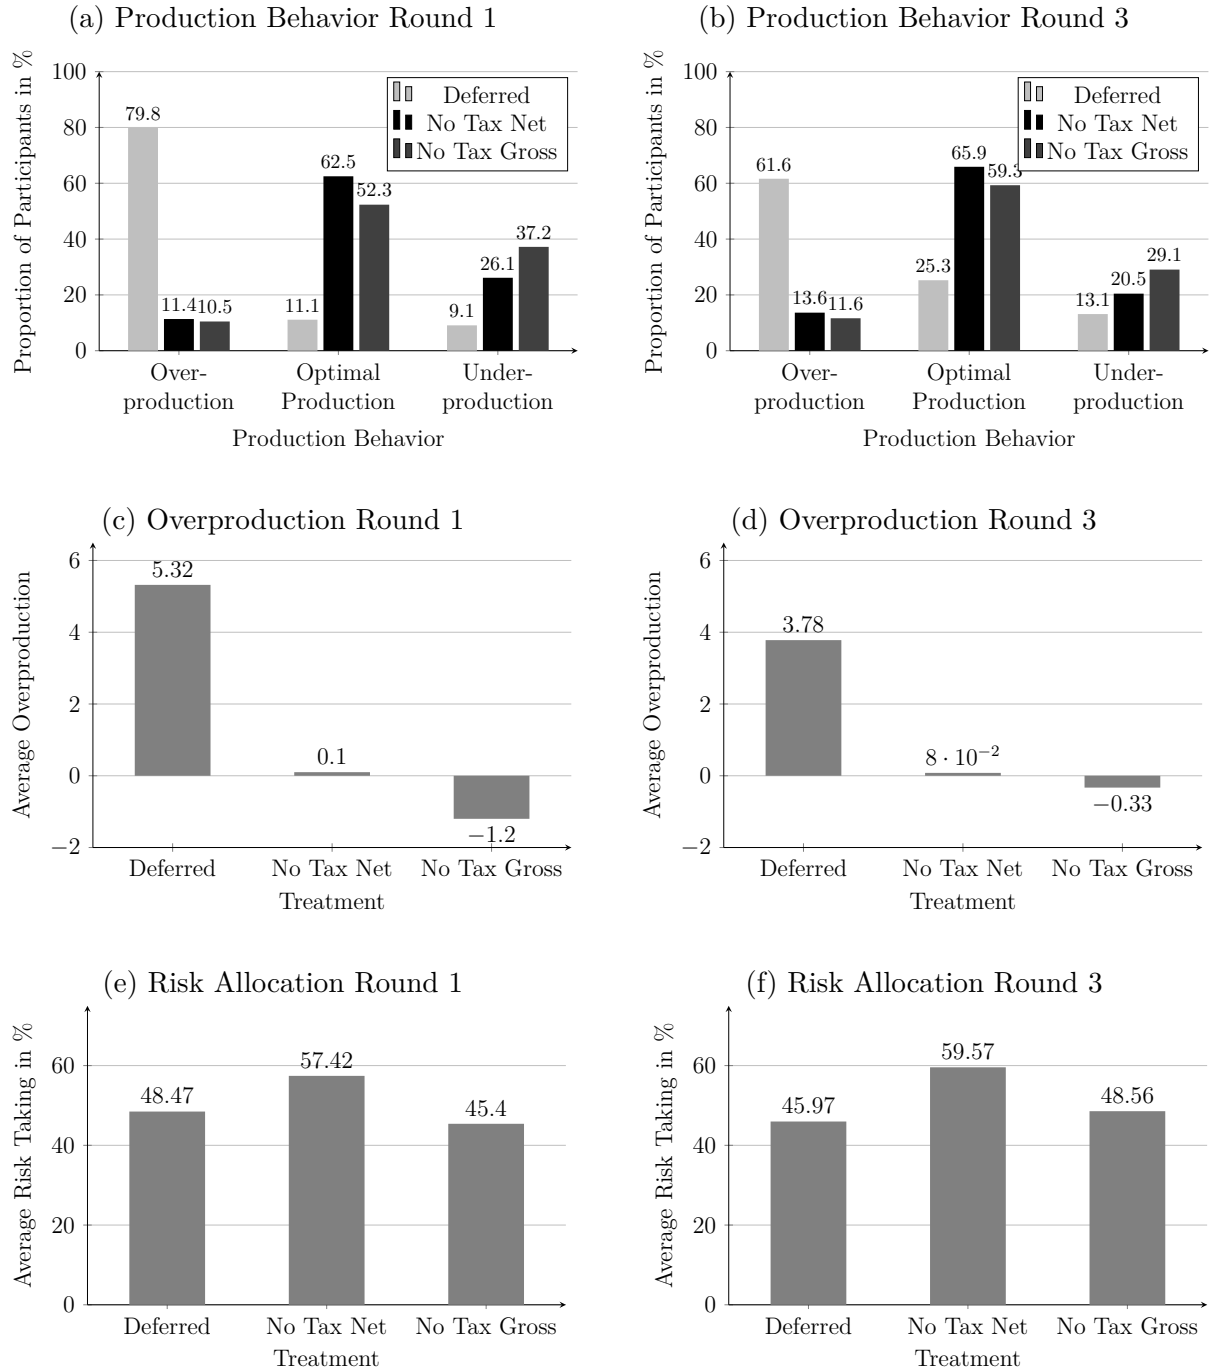 (a) Production Behavior Round 1
Proportion of Participants in %
100
80
60
40
20
0
79.8
11.4
10.5
11.1
62.5
52.3
9.1
26.1
37.2
Deferred
No Tax Net
No Tax Gross
Over-
production
Optimal
Production
Under-
production
Production Behavior
(b) Production Behavior Round 3
Proportion of Participants in %
100
80
60
40
20
0
61.6
13.6
11.6
25.3
65.9
59.3
13.1
20.5
29.1
Deferred
No Tax Net
No Tax Gross
Over-
production
Optimal
Production
Under-
production
Production Behavior
(c) Overproduction Round 1
Average Overproduction
6
4
2
0
−2
5.32
0.1
−1.2
Deferred
No Tax Net
No Tax Gross
Treatment
(d) Overproduction Round 3
Average Overproduction
6
4
2
0
−2
3.78
8 · 10⁻²
−0.33
Deferred
No Tax Net
No Tax Gross
Treatment
(e) Risk Allocation Round 1
Average Risk Taking in %
60
40
20
0
48.47
57.42
45.4
Deferred
No Tax Net
No Tax Gross
Treatment
(f) Risk Allocation Round 3
Average Risk Taking in %
60
40
20
0
45.97
59.57
48.56
Deferred
No Tax Net
No Tax Gross
Treatment